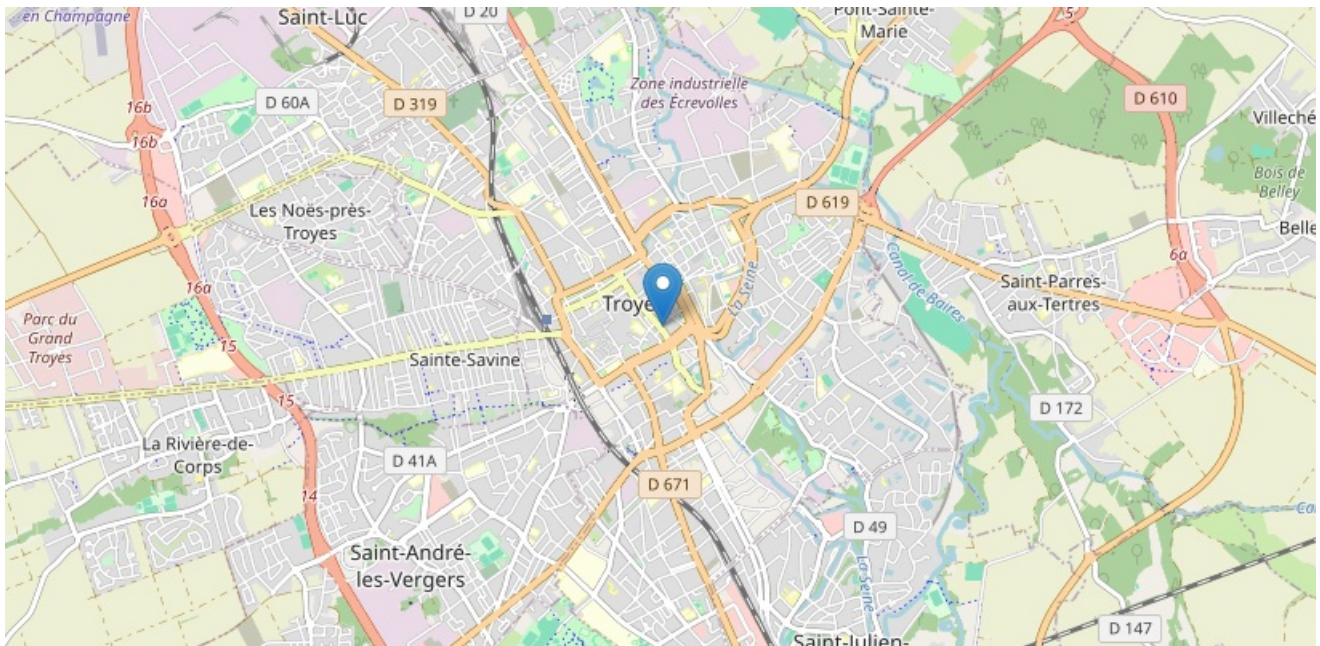 en Champagne
Saint-Luc
D 20
Pont-Sainte-
Marie
5
16b
D 60A
D 319
Zone industrielle
des Écrevolles
D 610
Villeché
16b
Bois de
Belley
16a
Les Noës-près-
Troyes
D 619
Belle
6a
Canal de Baires
La Seine
Saint-Parres-
aux-Tertres
16a
Troye
Parc du
Grand
Troyes
15
Sainte-Savine
15
D 172
La Rivière-de-
Corps
D 41A
D 671
14
D 49
Ca
Saint-André-
les-Vergers
La Seine
D 147
Saint-Julien-